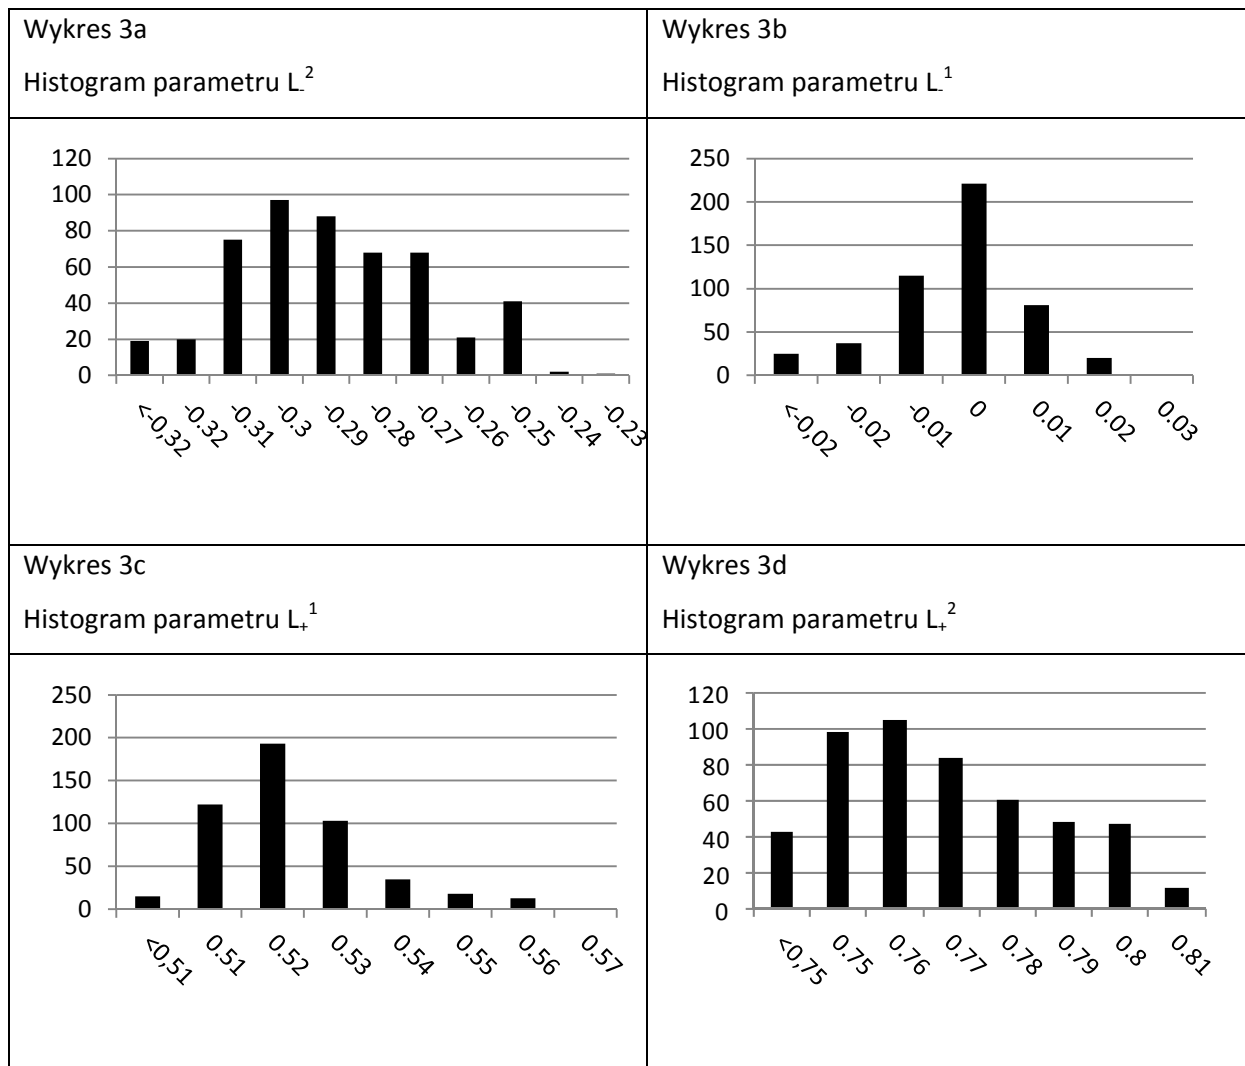 Wykres 3a
Histogram parametru L₋²
Wykres 3b
Histogram parametru L₋¹
120
100
80
60
40
20
0
<-0,32 -0.32 -0.31 -0.3 -0.29 -0.28 -0.27 -0.26 -0.25 -0.24 -0.23
250
200
150
100
50
0
<-0,02 -0.02 -0.01 0 0.01 0.02 0.03
Wykres 3c
Histogram parametru L₊¹
Wykres 3d
Histogram parametru L₊²
250
200
150
100
50
0
<0,51 0.51 0.52 0.53 0.54 0.55 0.56 0.57
120
100
80
60
40
20
0
<0,75 0.75 0.76 0.77 0.78 0.79 0.8 0.81